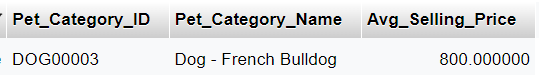 Pet_Category_ID Pet_Category_Name Avg_Selling_Price
DOG00003 Dog - French Bulldog 800.000000